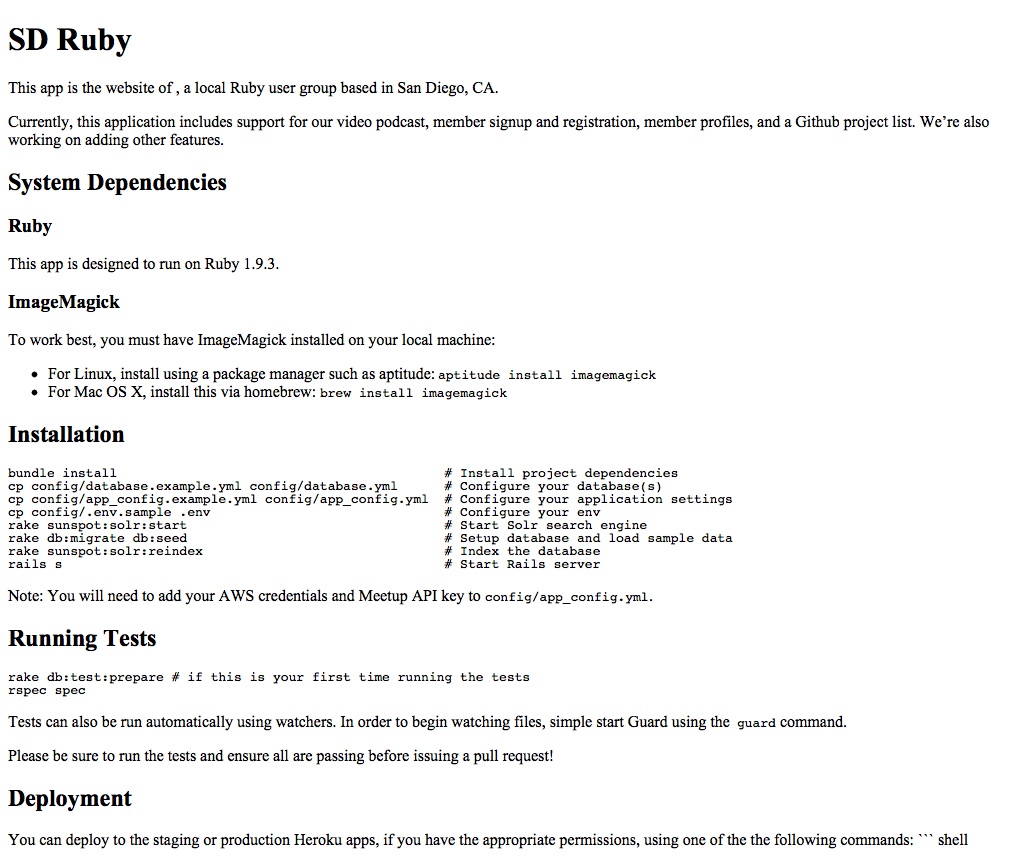 SD Ruby
This app is the website of , a local Ruby user group based in San Diego, CA.
Currently, this application includes support for our video podcast, member signup and registration, member profiles, and a Github project list. We’re also
working on adding other features.
System Dependencies
Ruby
This app is designed to run on Ruby 1.9.3.
ImageMagick
To work best, you must have ImageMagick installed on your local machine:
• For Linux, install using a package manager such as aptitude: aptitude install imagemagick
• For Mac OS X, install this via homebrew: brew install imagemagick
Installation
bundle install # Install project dependencies
cp config/database.example.yml config/database.yml # Configure your database(s)
cp config/app_config.example.yml config/app_config.yml # Configure your application settings
cp config/.env.sample .env # Configure your env
rake sunspot:solr:start # Start Solr search engine
rake db:migrate db:seed # Setup database and load sample data
rake sunspot:solr:reindex # Index the database
rails s # Start Rails server
Note: You will need to add your AWS credentials and Meetup API key to config/app_config.yml.
Running Tests
rake db:test:prepare # if this is your first time running the tests
rspec spec
Tests can also be run automatically using watchers. In order to begin watching files, simple start Guard using the guard command.
Please be sure to run the tests and ensure all are passing before issuing a pull request!
Deployment
You can deploy to the staging or production Heroku apps, if you have the appropriate permissions, using one of the the following commands: ``` shell